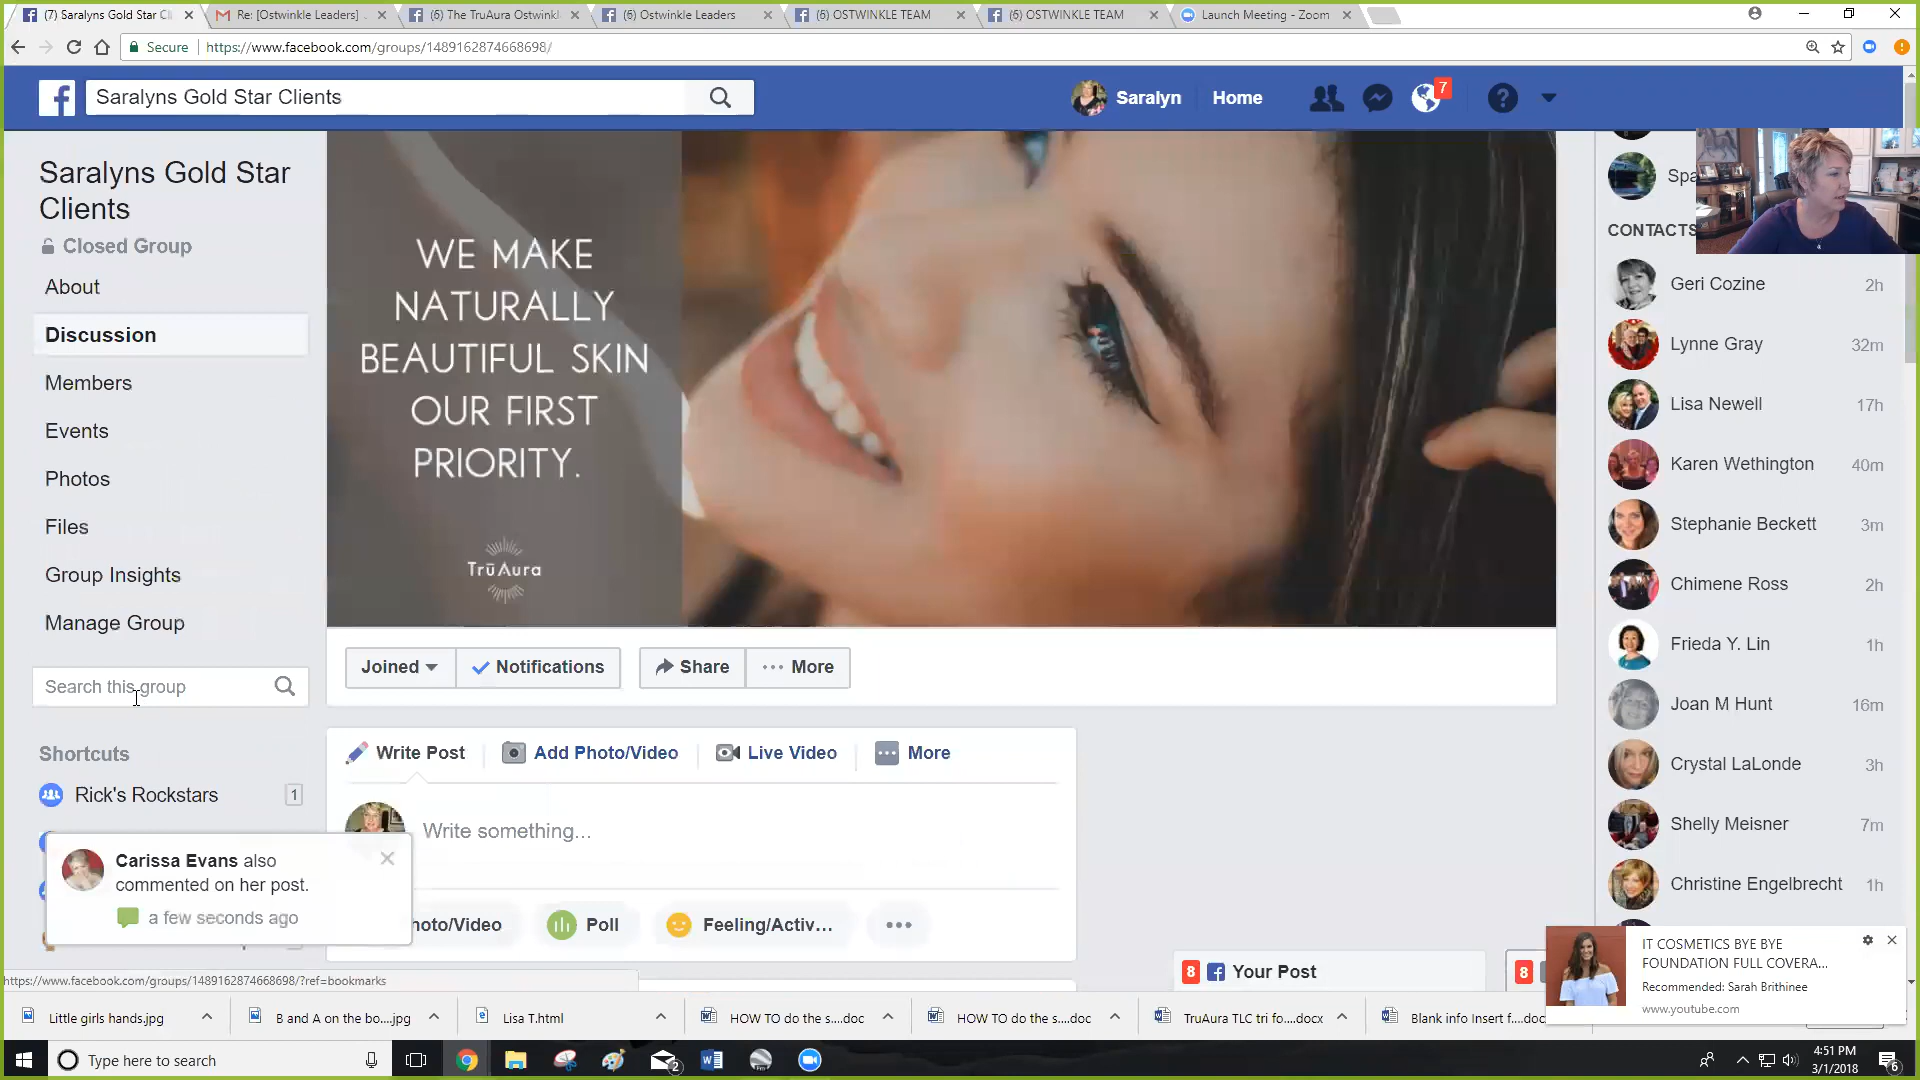 (7) Saralyns Gold Star Cl
Re: [Ostwinkle Leaders]
(6) The TruAura Ostwinkl
(6) Ostwinkle Leaders
(6) OSTWINKLE TEAM
(6) OSTWINKLE TEAM
Launch Meeting - Zoom
Secure
https://www.facebook.com/groups/1489162874668698/
Saralyns Gold Star Clients
Saralyn
Home
7
Saralyns Gold Star
Clients
Closed Group
About
Discussion
Members
Events
Photos
Files
Group Insights
Manage Group
Search this group
Shortcuts
Rick's Rockstars
1
WE MAKE
NATURALLY
BEAUTIFUL SKIN
OUR FIRST
PRIORITY.
TrūAura
Joined
Notifications
Share
More
Write Post
Add Photo/Video
Live Video
More
Write something...
hoto/Video
Poll
Feeling/Activ...
Carissa Evans also
commented on her post.
a few seconds ago
https://www.facebook.com/groups/1489162874668698/?ref=bookmarks
8
Your Post
8
Spa
CONTACTS
Geri Cozine 2h
Lynne Gray 32m
Lisa Newell 17h
Karen Wethington 40m
Stephanie Beckett 3m
Chimene Ross 2h
Frieda Y. Lin 1h
Joan M Hunt 16m
Crystal LaLonde 3h
Shelly Meisner 7m
Christine Engelbrecht 1h
IT COSMETICS BYE BYE
FOUNDATION FULL COVERA...
Recommended: Sarah Brithinee
www.youtube.com
Little girls hands.jpg
B and A on the bo....jpg
Lisa T.html
HOW TO do the s....doc
HOW TO do the s....doc
TruAura TLC tri fo....docx
Blank info Insert f....docx
Type here to search
2
4:51 PM
3/1/2018
6